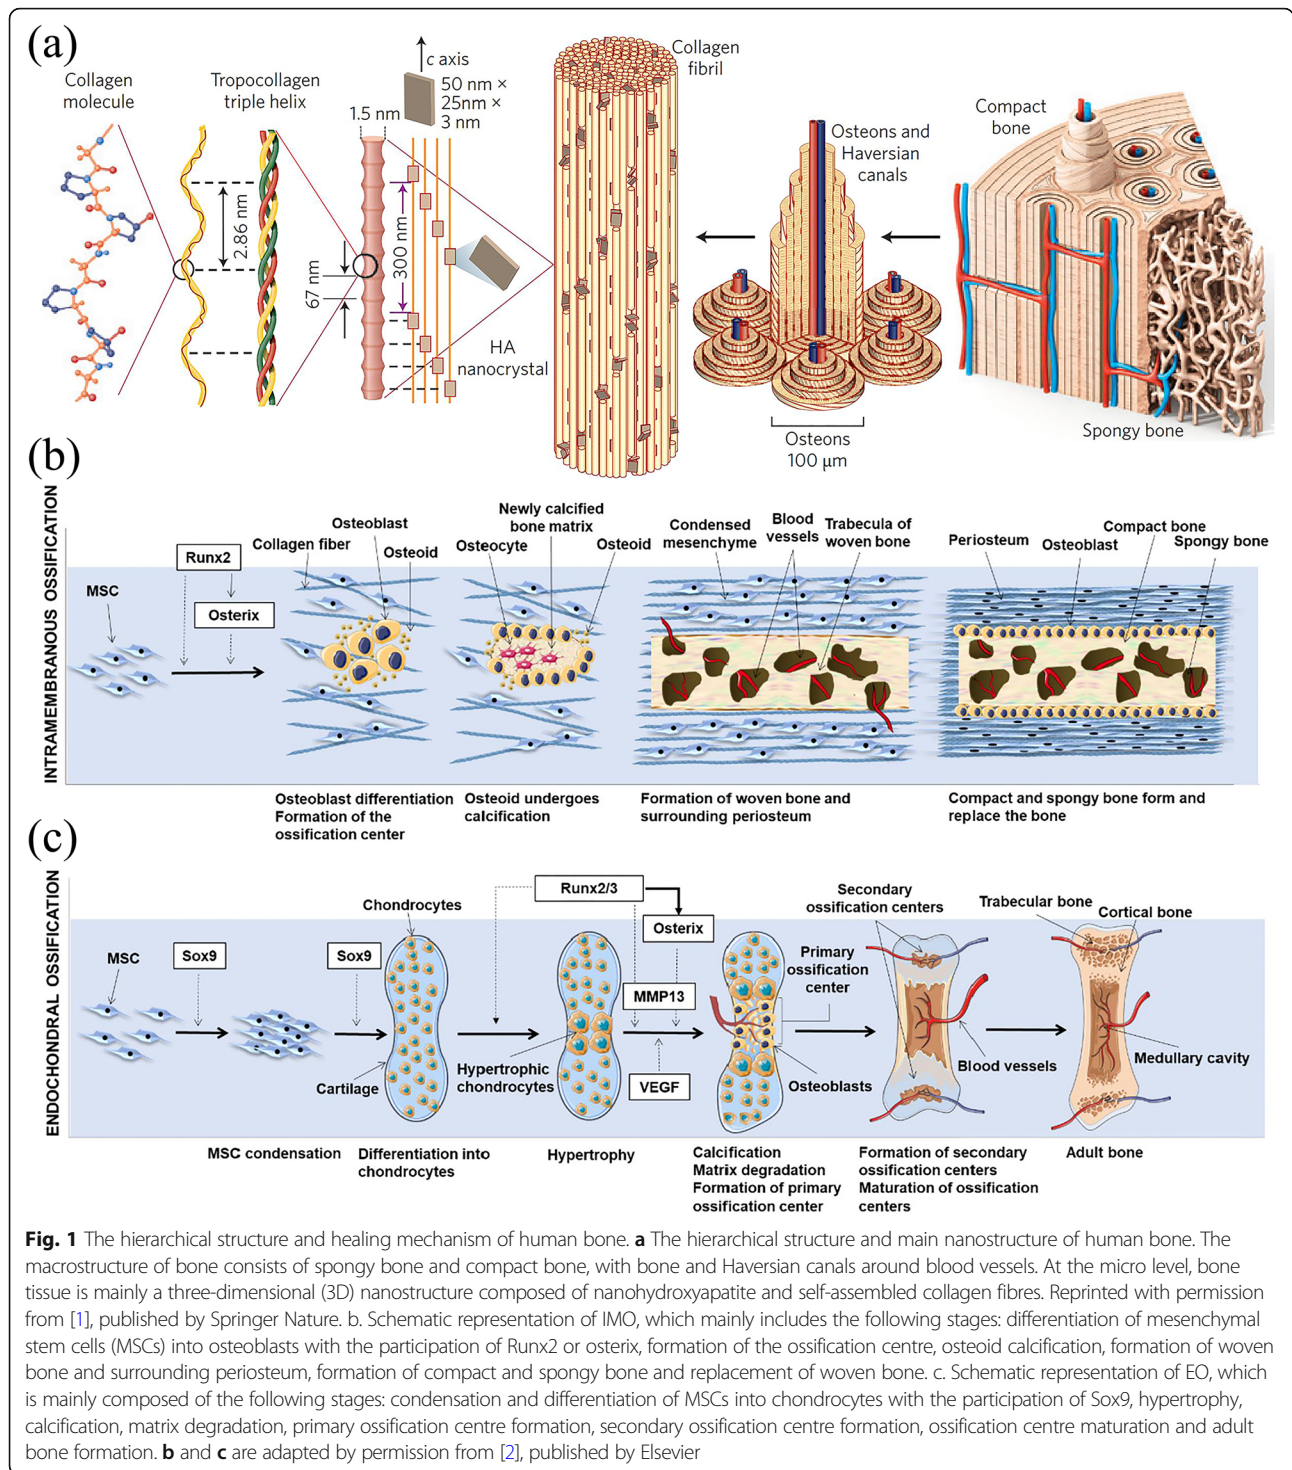 (a)
Collagen
molecule
Tropocollagen
triple helix
2.86 nm
1.5 nm
67 nm
c axis
50 nm ×
25nm ×
3 nm
300 nm
HA
nanocrystal
Collagen
fibril
Osteons and
Haversian
canals
Osteons
100 μm
Compact
bone
Spongy bone
(b)
INTRAMEMBRANOUS OSSIFICATION
MSC
Runx2
Osterix
Collagen fiber
Osteoblast
Osteoid
Osteocyte
Newly calcified
bone matrix
Osteoid
Condensed
mesenchyme
Blood
vessels
Trabecula of
woven bone
Periosteum
Osteoblast
Compact bone
Spongy bone
Osteoblast differentiation
Formation of the
ossification center
Osteoid undergoes
calcification
Formation of woven bone and
surrounding periosteum
Compact and spongy bone form and
replace the bone
(c)
ENDOCHORDAL OSSIFICATION
MSC
Sox9
Sox9
Chondrocytes
Cartilage
Runx2/3
Osterix
MMP13
VEGF
Hypertrophic
chondrocytes
Primary
ossification
center
Osteoblasts
Secondary
ossification centers
Blood vessels
Trabecular bone
Cortical bone
Medullary cavity
MSC condensation
Differentiation into
chondrocytes
Hypertrophy
Calcification
Matrix degradation
Formation of primary
ossification center
Formation of secondary
ossification centers
Maturation of ossification
centers
Adult bone
Fig. 1 The hierarchical structure and healing mechanism of human bone. a The hierarchical structure and main nanostructure of human bone. The
macrostructure of bone consists of spongy bone and compact bone, with bone and Haversian canals around blood vessels. At the micro level, bone
tissue is mainly a three-dimensional (3D) nanostructure composed of nanohydroxyapatite and self-assembled collagen fibres. Reprinted with permission
from [1], published by Springer Nature. b. Schematic representation of IMO, which mainly includes the following stages: differentiation of mesenchymal
stem cells (MSCs) into osteoblasts with the participation of Runx2 or osterix, formation of the ossification centre, osteoid calcification, formation of woven
bone and surrounding periosteum, formation of compact and spongy bone and replacement of woven bone. c. Schematic representation of EO, which
is mainly composed of the following stages: condensation and differentiation of MSCs into chondrocytes with the participation of Sox9, hypertrophy,
calcification, matrix degradation, primary ossification centre formation, secondary ossification centre formation, ossification centre maturation and adult
bone formation. b and c are adapted by permission from [2], published by Elsevier